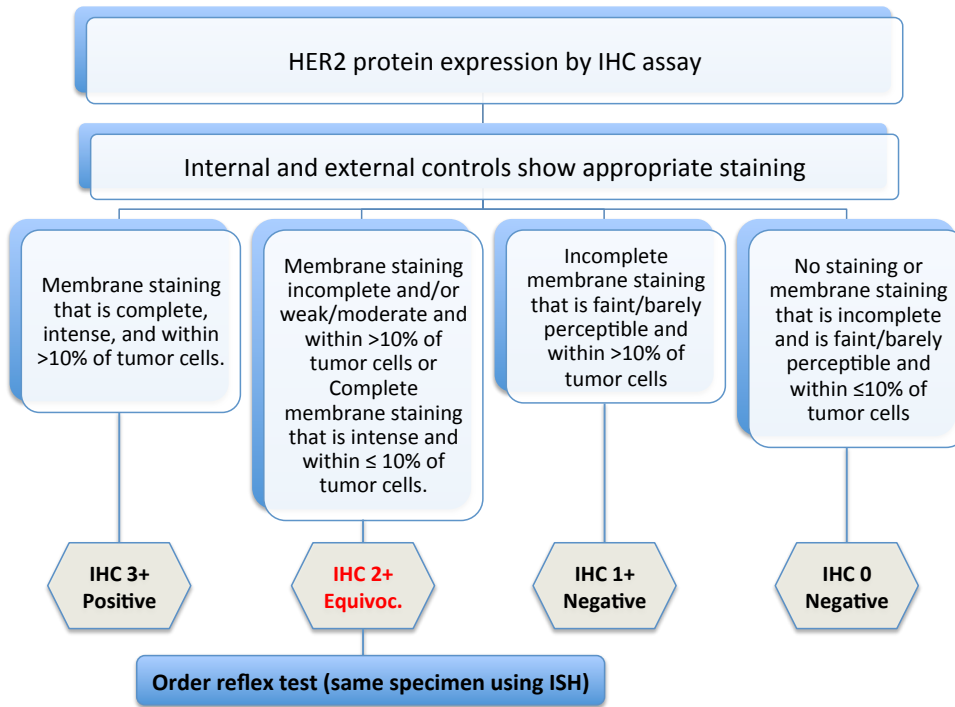 HER2 protein expression by IHC assay
Internal and external controls show appropriate staining
Membrane staining
that is complete,
intense, and within
>10% of tumor cells.
Membrane staining
incomplete and/or
weak/moderate and
within >10% of
tumor cells or
Complete
membrane staining
that is intense and
within ≤ 10% of
tumor cells.
Incomplete
membrane staining
that is faint/barely
perceptible and
within >10% of
tumor cells
No staining or
membrane staining
that is incomplete
and is faint/barely
perceptible and
within ≤10% of
tumor cells
IHC 3+
Positive
IHC 2+
Equivoc.
IHC 1+
Negative
IHC 0
Negative
Order reflex test (same specimen using ISH)